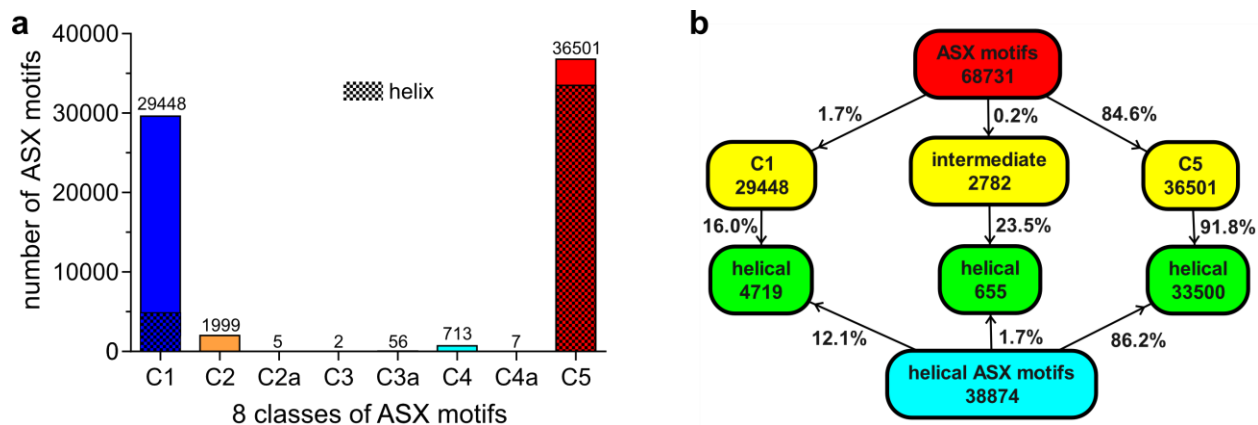 a
number of ASX motifs
40000
30000
20000
10000
0
29448
1999
5
2
56
713
7
36501
helix
C1 C2 C2a C3 C3a C4 C4a C5
8 classes of ASX motifs
b
ASX motifs
68731
1.7%
0.2%
84.6%
C1
29448
intermediate
2782
C5
36501
16.0%
23.5%
91.8%
helical
4719
helical
655
helical
33500
12.1%
1.7%
86.2%
helical ASX motifs
38874